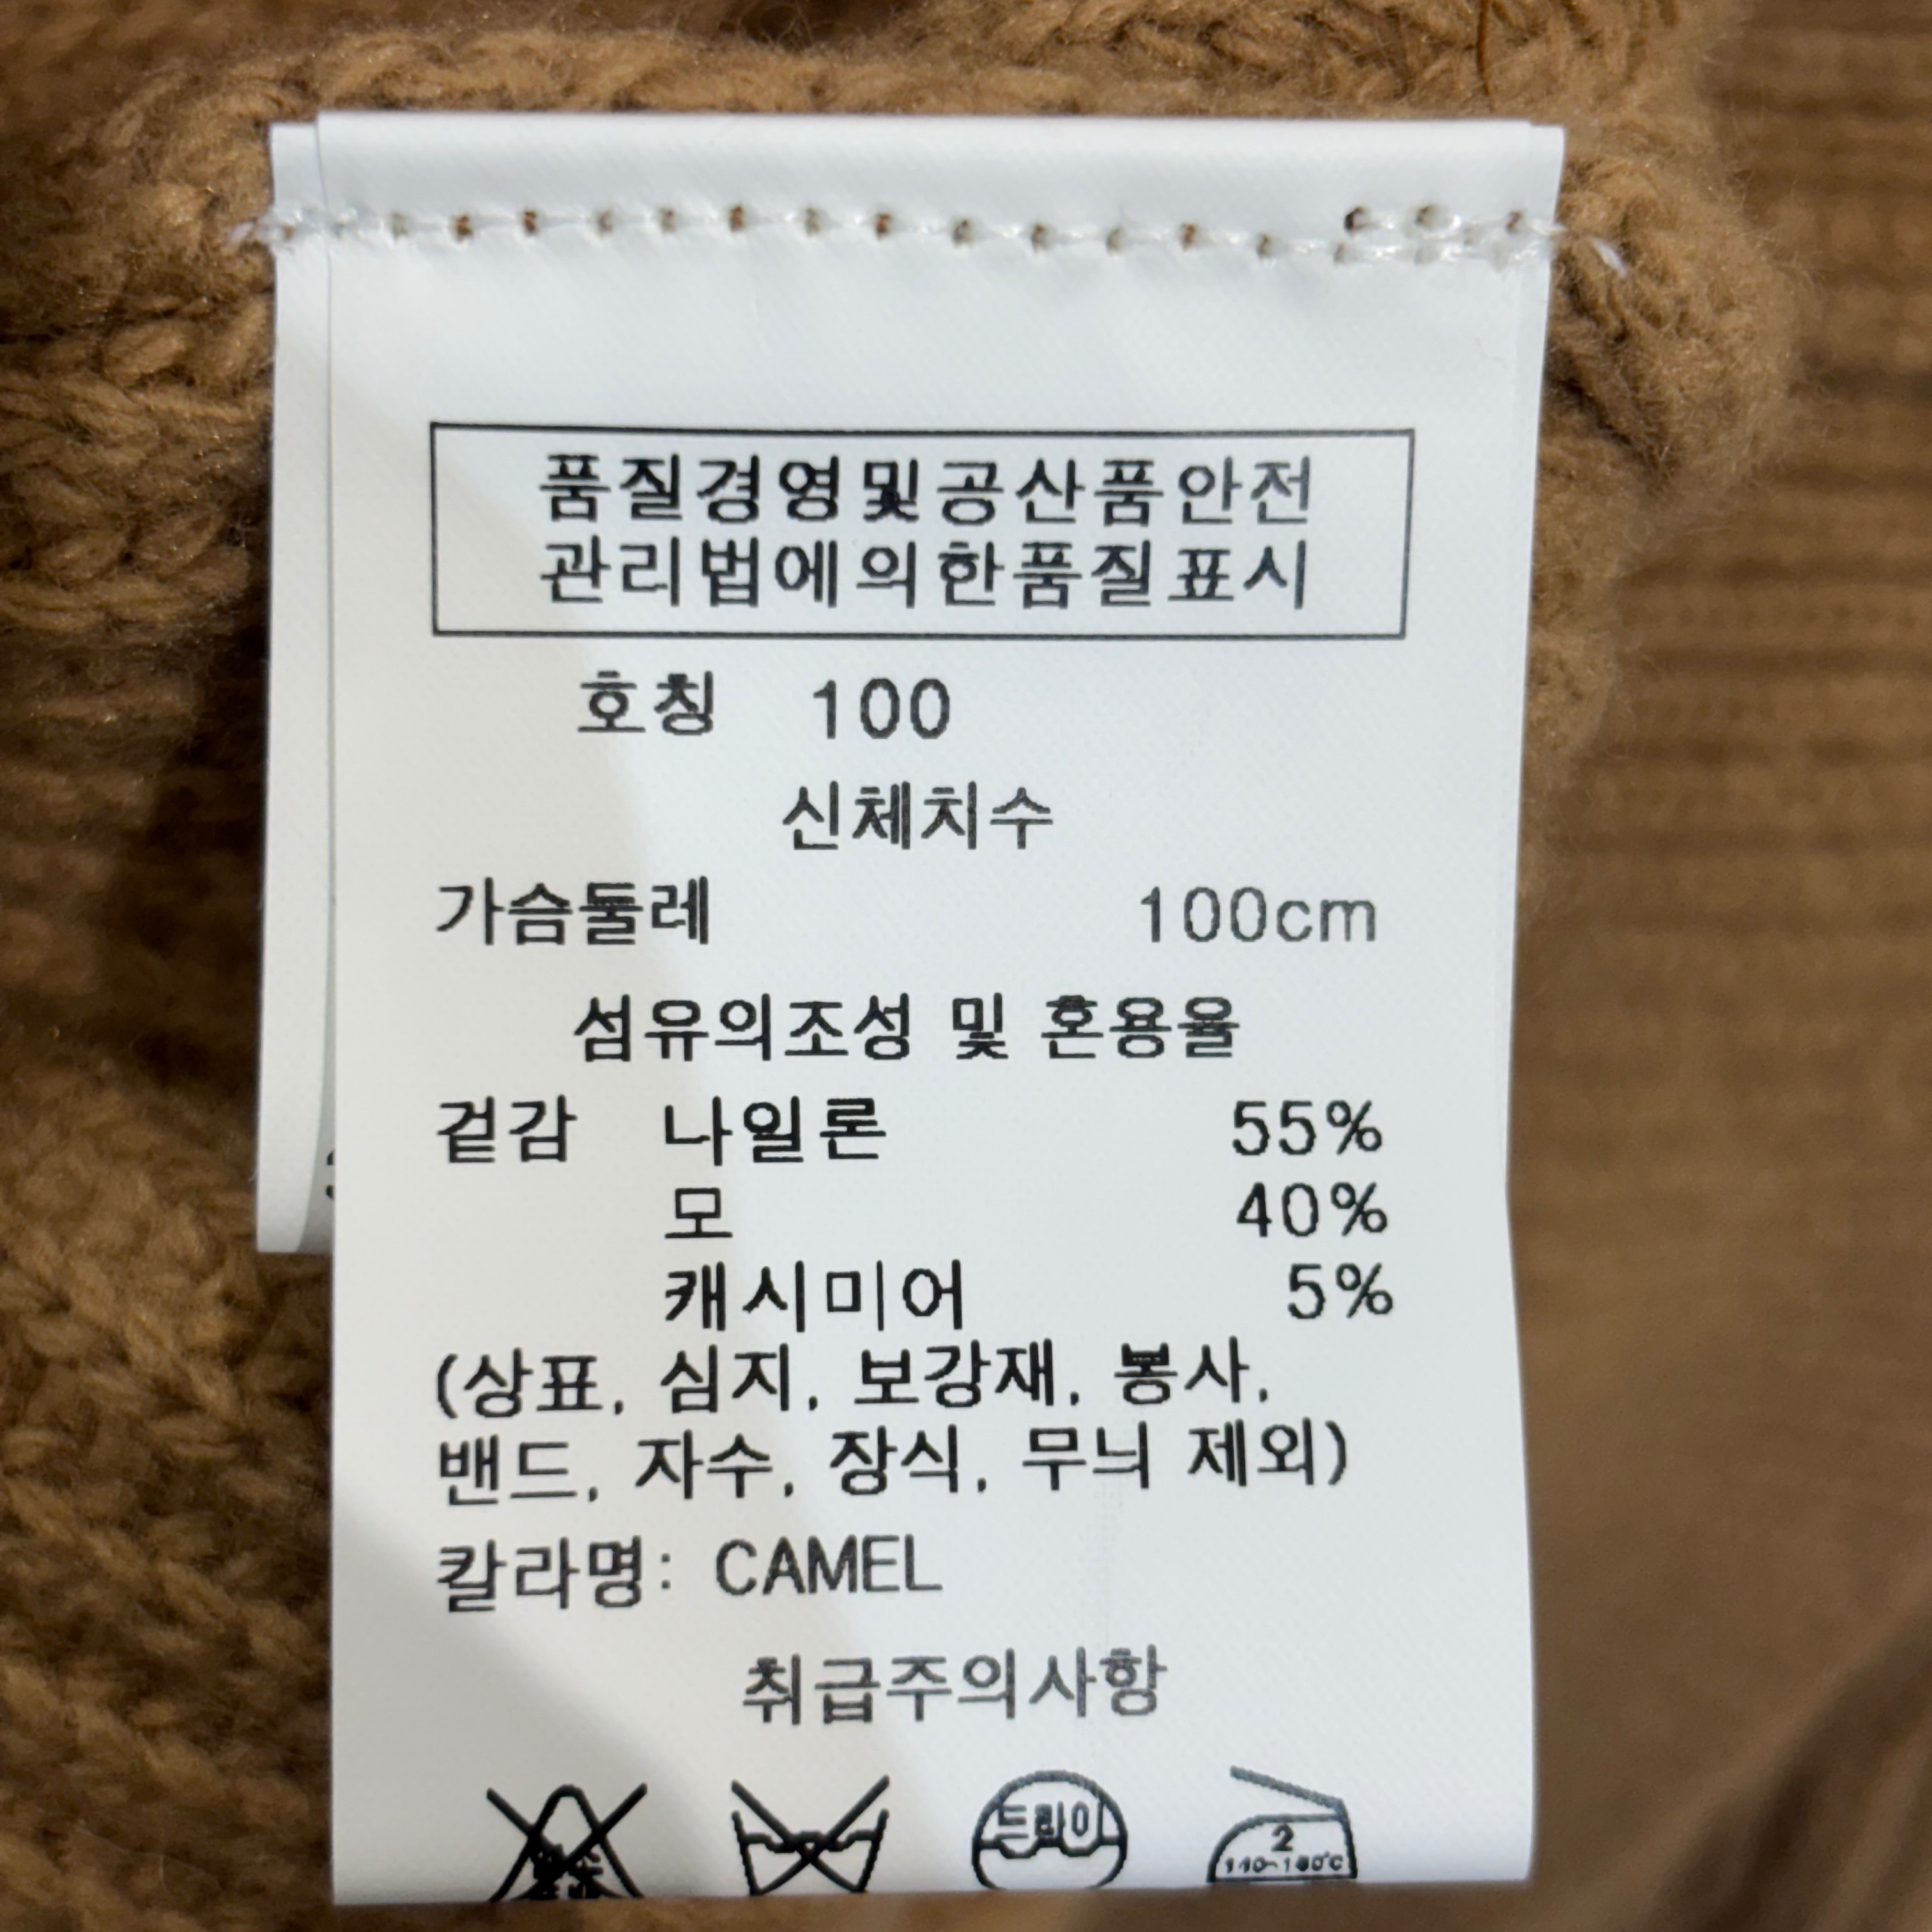 품질경영및공산품안전
관리법에의한품질표시
호칭 100
신체치수
가슴둘레 100cm
섬유의조성 및 혼용율
겉감 나일론 55%
모 40%
캐시미어 5%
(상표, 심지, 보강재, 봉사,
밴드, 자수, 장식, 무늬 제외)
칼라명: CAMEL
취급주의사항
드라이
2